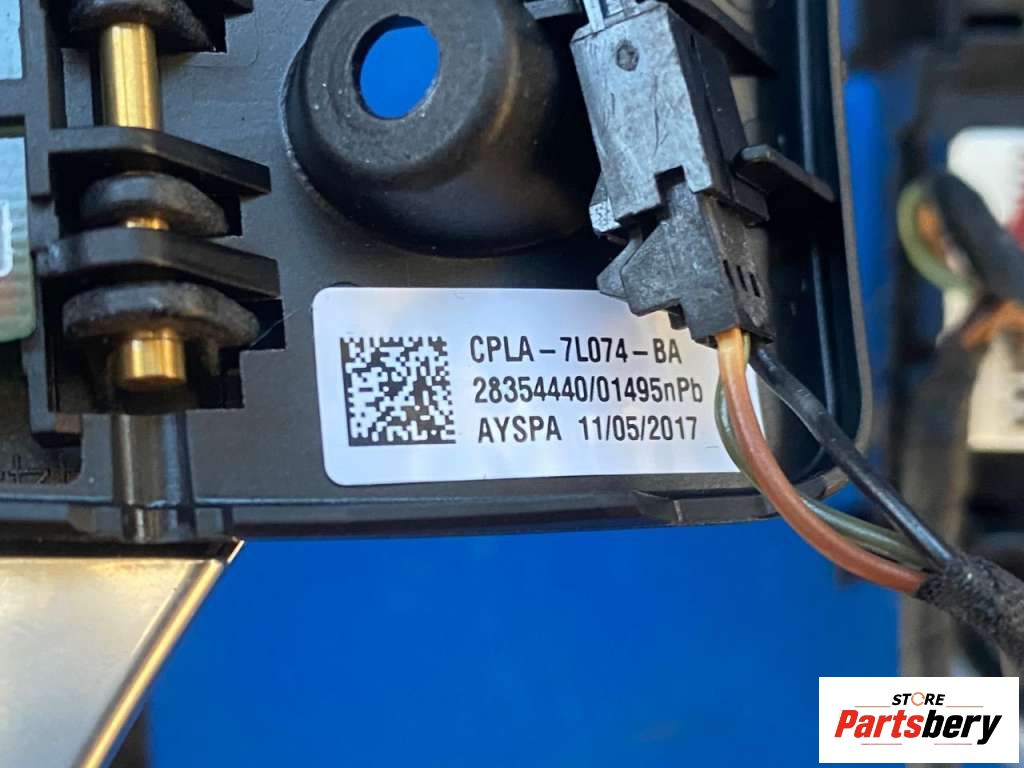 CPLA-7L074-BA
28354440/01495nPb
AYSPA 11/05/2017
STORE
Partsbery